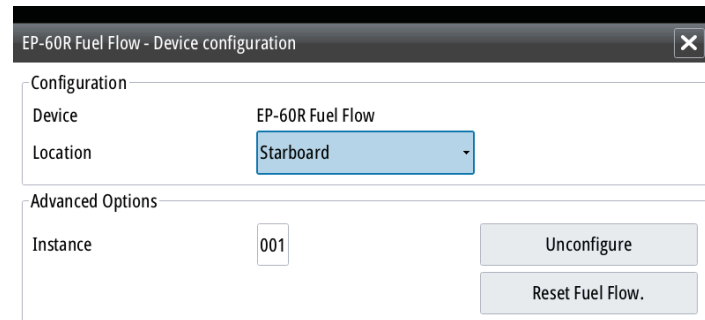 EP-60R Fuel Flow - Device configuration
Configuration
Device EP-60R Fuel Flow
Location Starboard
Advanced Options
Instance 001 Unconfigure
Reset Fuel Flow.